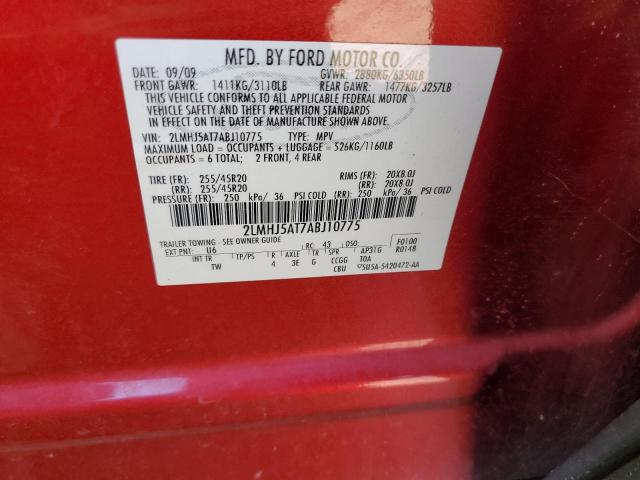 MFD. BY FORD MOTOR CO.
DATE: 09/09 GVWR: 2880KG/6350LB
FRONT GAWR: 1411KG/3110LB REAR GAWR: 1477KG/3257LB
THIS VEHICLE CONFORMS TO ALL APPLICABLE FEDERAL MOTOR
VEHICLE SAFETY AND THEFT PREVENTION STANDARDS
IN EFFECT ON THE DATE OF MANUFACTURE SHOWN ABOVE.
VIN: 2LMHJ5AT7ABJ10775 TYPE: MPV
MAXIMUM LOAD = OCCUPANTS + LUGGAGE = 526KG/1160LB
OCCUPANTS = 6 TOTAL; 2 FRONT, 4 REAR
TIRE (FR): 255/45R20 RIMS (FR): 20X8.0J
(RR): 255/45R20 (RR): 20X8.0J
PRESSURE (FR): 250 kPa/ 36 PSI COLD (RR): 250 kPa/ 36 PSI COLD
2LMHJ5AT7ABJ10775
TRAILER TOWING - SEE OWNER GUIDE RC: 43 DSO: F0100
EXT PNT: U6 R0148
INT TR TP/PS R AXLE TR SPR AP31G
TW 4 3E G CCGG TOA
CBU 5U5A-5420472-AA